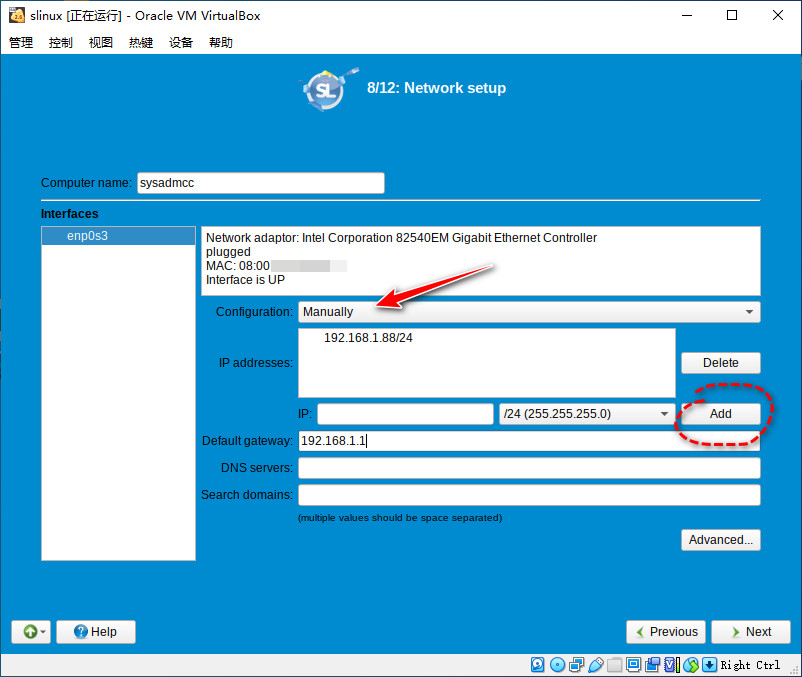 slinux [正在运行] - Oracle VM VirtualBox
管理 控制 视图 热键 设备 帮助
SL
8/12: Network setup
Computer name: sysadmcc
Interfaces
enp0s3
Network adaptor: Intel Corporation 82540EM Gigabit Ethernet Controller
plugged
MAC: 08:00
Interface is UP
Configuration: Manually
192.168.1.88/24
IP addresses: Delete
IP: /24 (255.255.255.0) Add
Default gateway: 192.168.1.1
DNS servers:
Search domains:
(multiple values should be space separated)
Advanced...
Help Previous Next
Right Ctrl